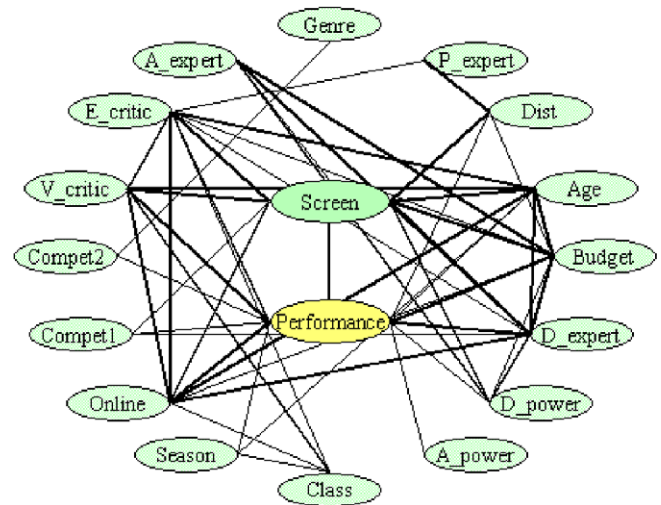 Genre
A_expert
P_expert
E_critic
Dist
V_critic
Screen
Age
Compet2
Budget
Compet1
Performance
D_expert
Online
D_power
Season
A_power
Class